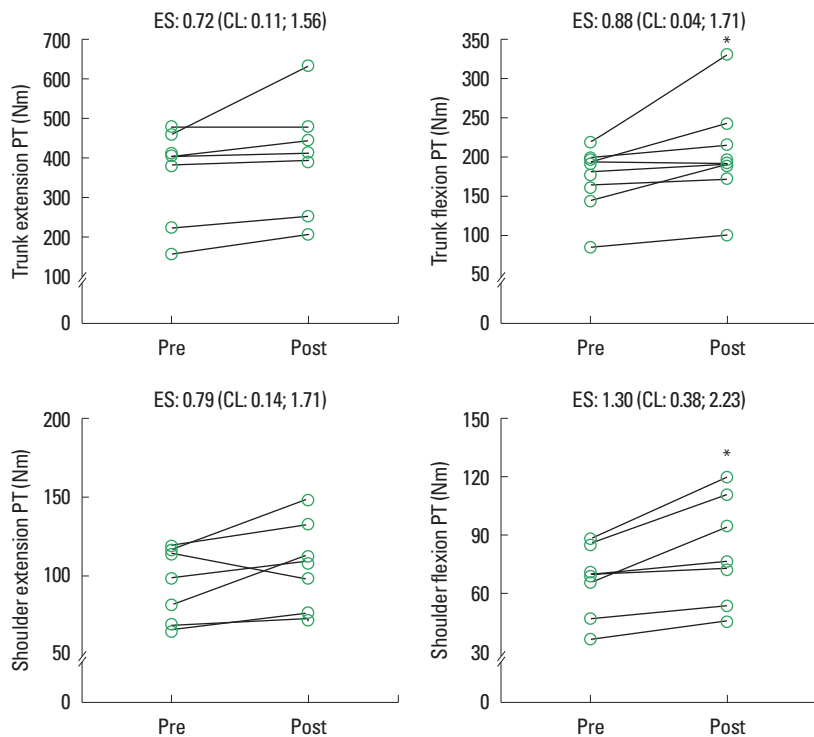 ES: 0.72 (CL: 0.11; 1.56)
Trunk extension PT (Nm)
700
600
500
400
300
200
100
0
Pre Post
ES: 0.88 (CL: 0.04; 1.71)
*
Trunk flexion PT (Nm)
350
300
250
200
150
100
50
0
Pre Post
ES: 0.79 (CL: 0.14; 1.71)
Shoulder extension PT (Nm)
200
150
100
50
0
Pre Post
ES: 1.30 (CL: 0.38; 2.23)
*
Shoulder flexion PT (Nm)
150
120
90
60
30
0
Pre Post